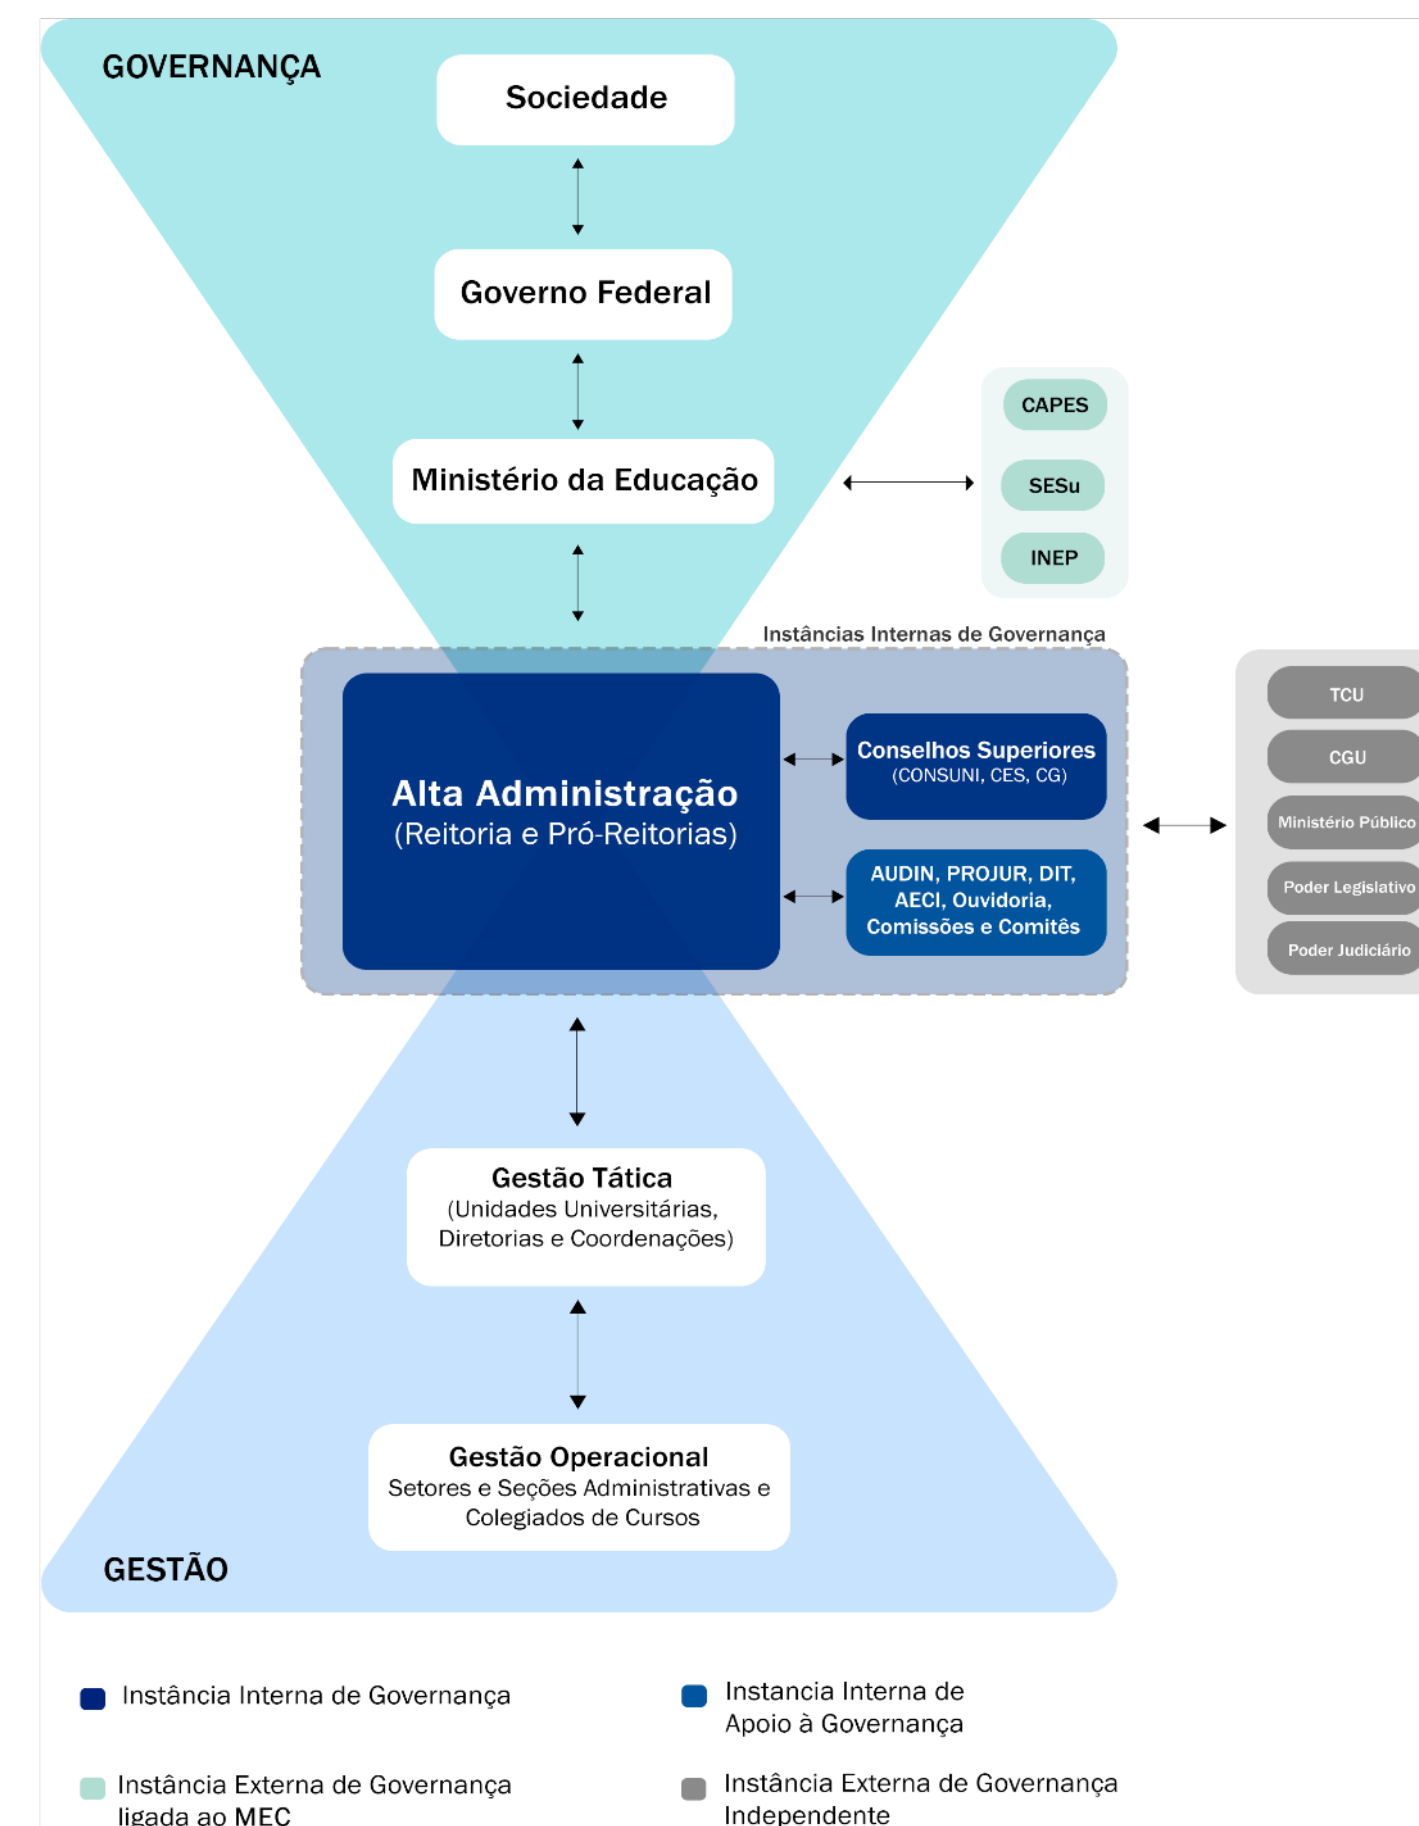 GOVERNANÇA
Sociedade
Governo Federal
Ministério da Educação
CAPES
SESu
INEP
Instâncias Internas de Governança
Alta Administração
(Reitoria e Pró-Reitorias)
Conselhos Superiores
(CONSUNI, CES, CG)
AUDIN, PROJUR, DIT,
AECI, Ouvidoria,
Comissões e Comitês
TCU
CGU
Ministério Público
Poder Legislativo
Poder Judiciário
Gestão Tática
(Unidades Universitárias,
Diretorias e Coordenações)
Gestão Operacional
Setores e Seções Administrativas e
Colegiados de Cursos
GESTÃO
Instância Interna de Governança
Instancia Interna de
Apoio à Governança
Instância Externa de Governança
ligada ao MEC
Instância Externa de Governança
Independente